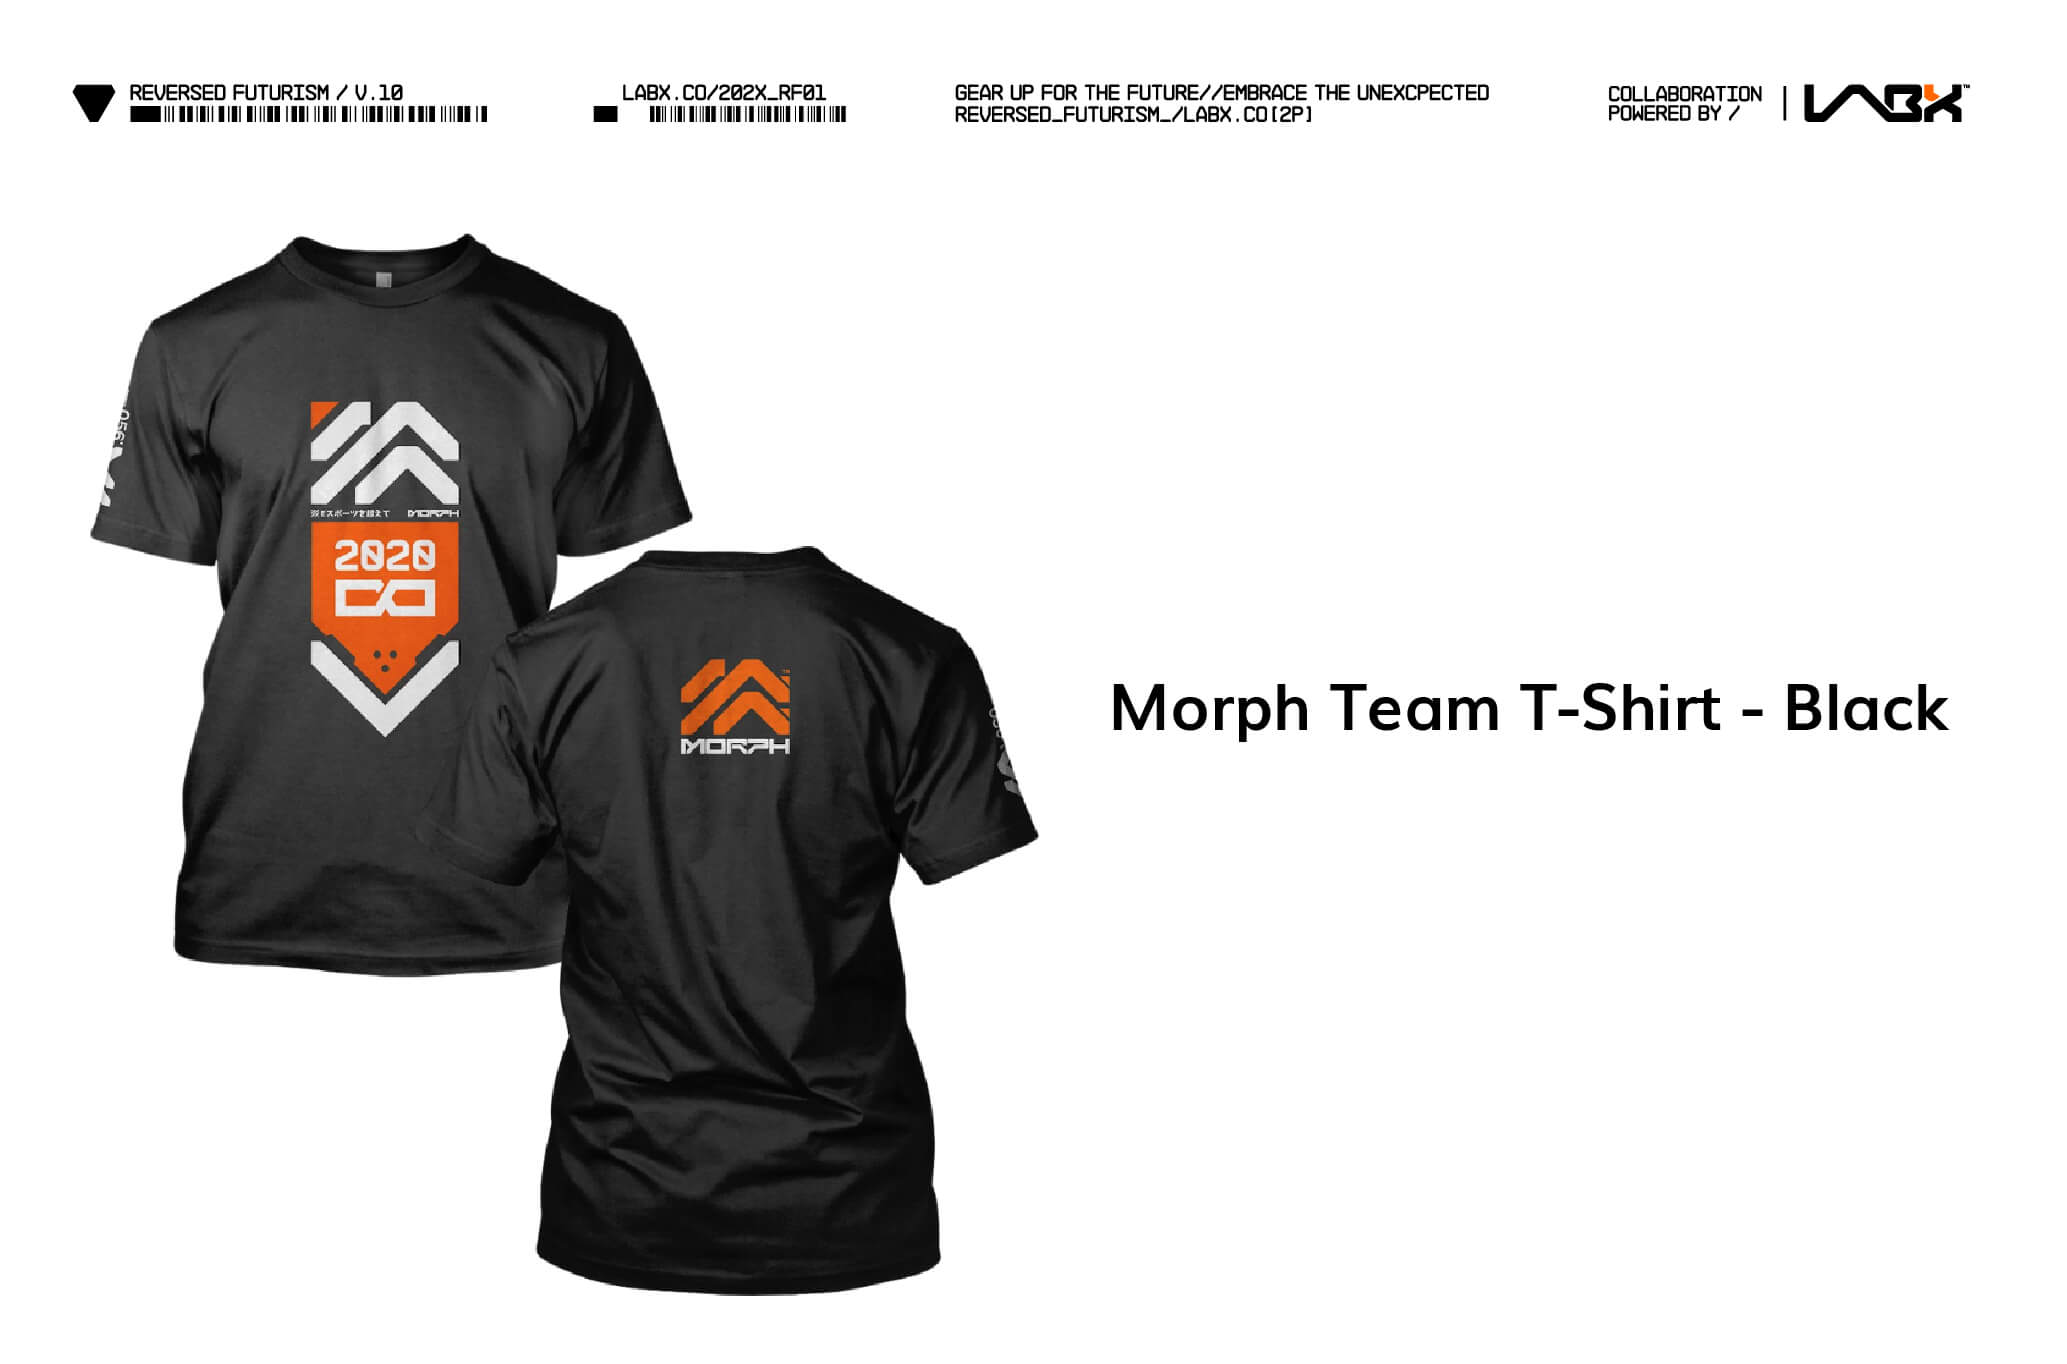 REVERSED FUTURISM / V.10
LABX.CO/202X_RF01
GEAR UP FOR THE FUTURE//EMBRACE THE UNEXCPECTED
REVERSED_FUTURISM_/LABX.CO[2P]
COLLABORATION
POWERED BY /
LABX™
056.
MORPH
2020
MORPH
Morph Team T-Shirt - Black